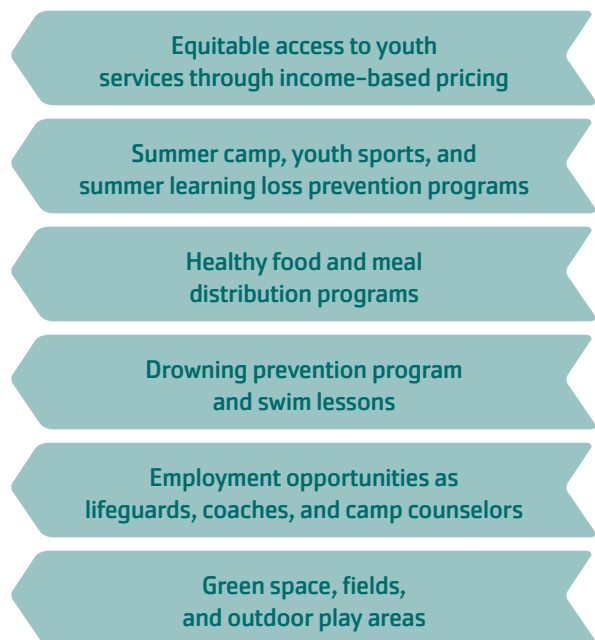 Equitable access to youth
services through income-based pricing
Summer camp, youth sports, and
summer learning loss prevention programs
Healthy food and meal
distribution programs
Drowning prevention program
and swim lessons
Employment opportunities as
lifeguards, coaches, and camp counselors
Green space, fields,
and outdoor play areas